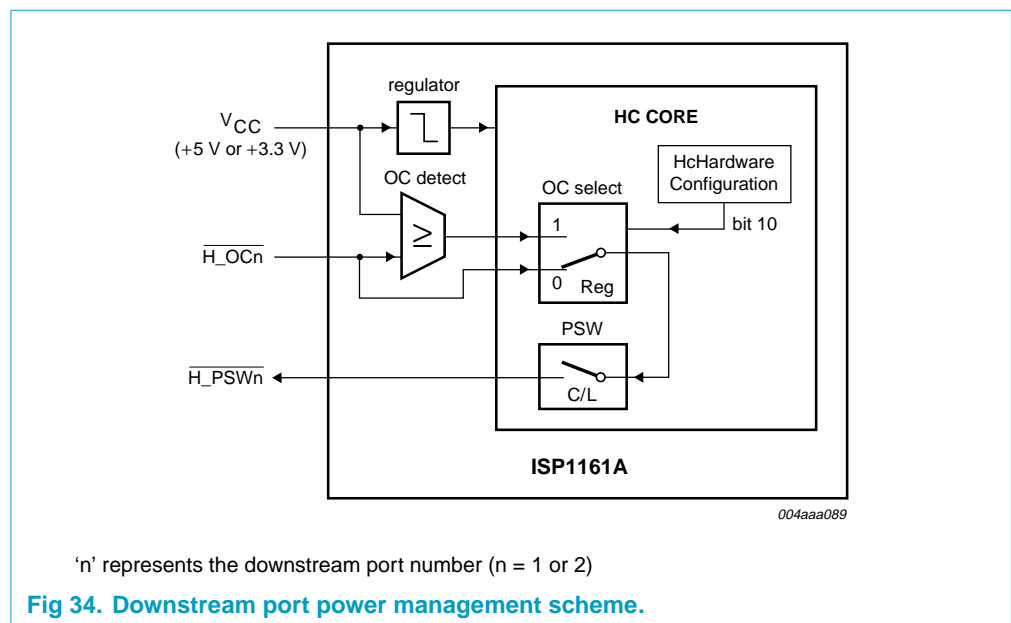 regulator
HC CORE
VCC
(+5 V or +3.3 V)
HcHardware
Configuration
OC detect
OC select
1
bit 10
≥
H_OCn
0
Reg
PSW
H_PSWn
C/L
ISP1161A
004aaa089
‘n’ represents the downstream port number (n = 1 or 2)
Fig 34. Downstream port power management scheme.